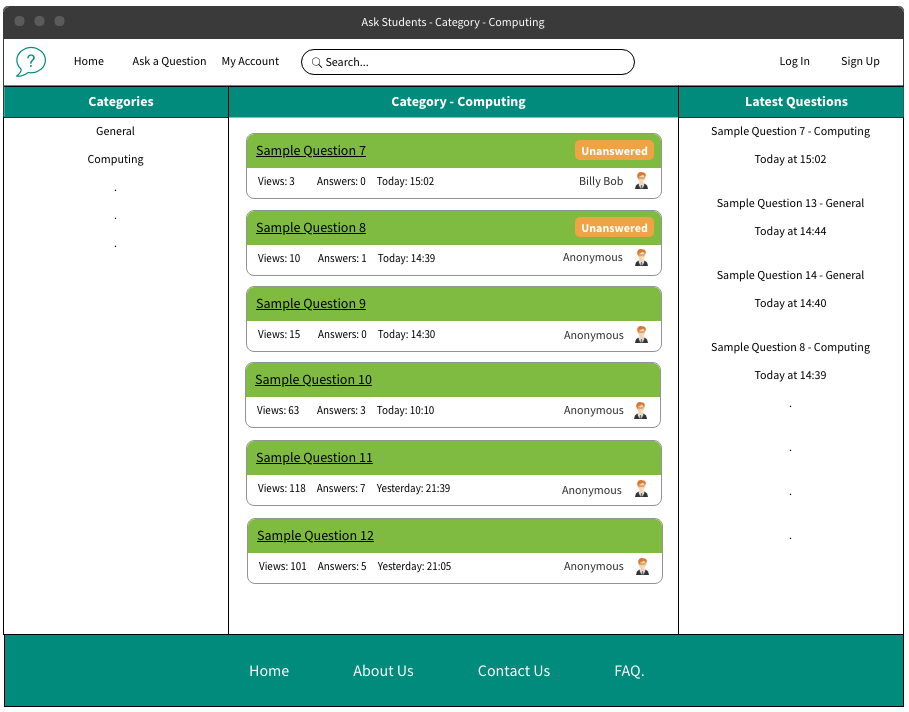 Ask Students - Category - Computing
?
Home Ask a Question My Account Search... Log In Sign Up
Categories
General
Computing
.
.
.
Category - Computing
Sample Question 7 Unanswered
Views: 3 Answers: 0 Today: 15:02 Billy Bob
Sample Question 8 Unanswered
Views: 10 Answers: 1 Today: 14:39 Anonymous
Sample Question 9
Views: 15 Answers: 0 Today: 14:30 Anonymous
Sample Question 10
Views: 63 Answers: 3 Today: 10:10 Anonymous
Sample Question 11
Views: 118 Answers: 7 Yesterday: 21:39 Anonymous
Sample Question 12
Views: 101 Answers: 5 Yesterday: 21:05 Anonymous
Latest Questions
Sample Question 7 - Computing
Today at 15:02
Sample Question 13 - General
Today at 14:44
Sample Question 14 - General
Today at 14:40
Sample Question 8 - Computing
Today at 14:39
.
.
.
.
Home About Us Contact Us FAQ.